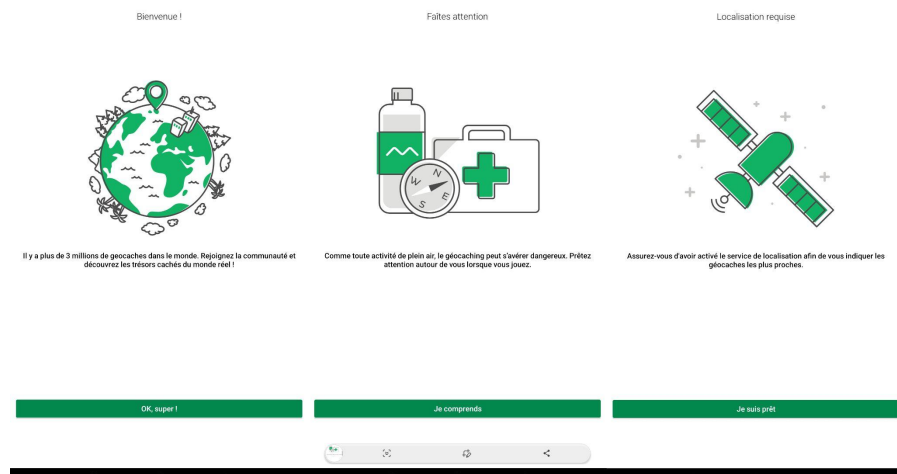 Bienvenue !
Il y a plus de 3 millions de geocaches dans le monde. Rejoignez la communauté et
découvrez les trésors cachés du monde réel !
OK, super !
Faites attention
N
W
E
S
Comme toute activité de plein air, le géocaching peut s'avérer dangereux. Prêtez
attention autour de vous lorsque vous jouez.
Je comprends
Localisation requise
Assurez-vous d'avoir activé le service de localisation afin de vous indiquer les
géocaches les plus proches.
Je suis prêt